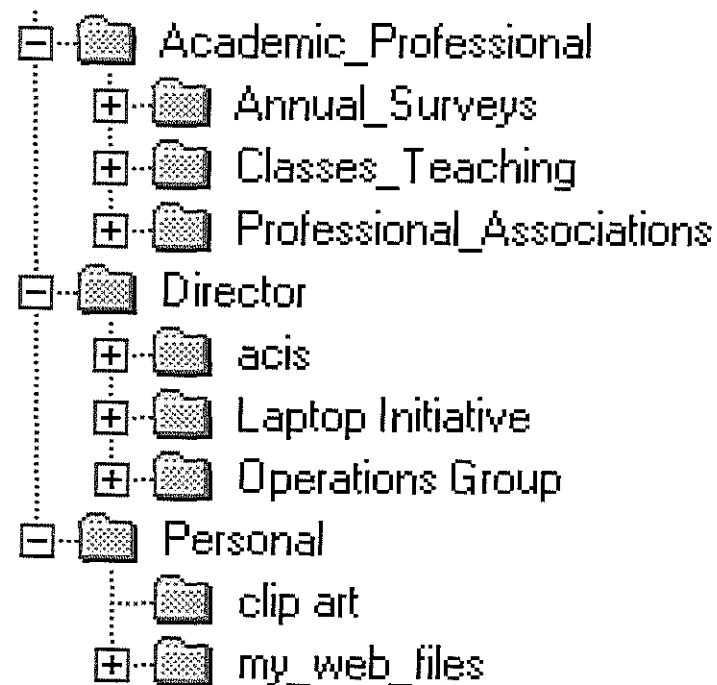 Academic_Professional
Annual_Surveys
Classes_Teaching
Professional_Associations
Director
acis
Laptop Initiative
Operations Group
Personal
clip art
my_web_files